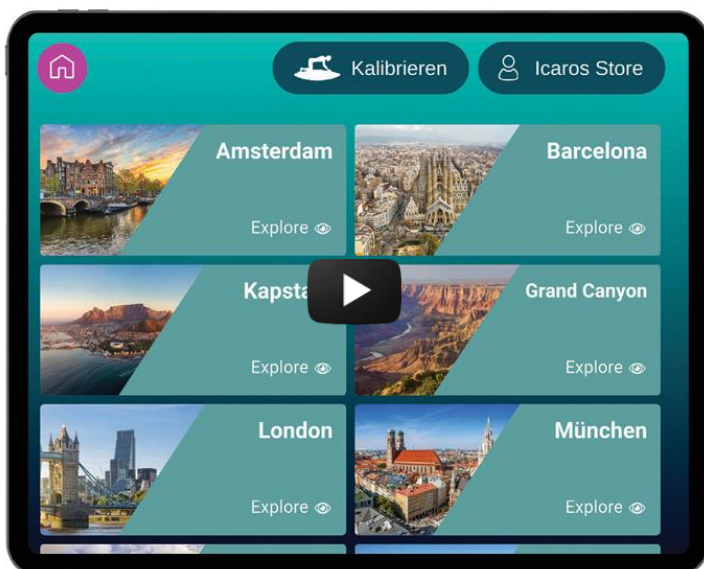 Kalibrieren
Icaros Store
Amsterdam
Explore
Barcelona
Explore
Kapsta
Explore
Grand Canyon
Explore
London
Explore
München
Explore